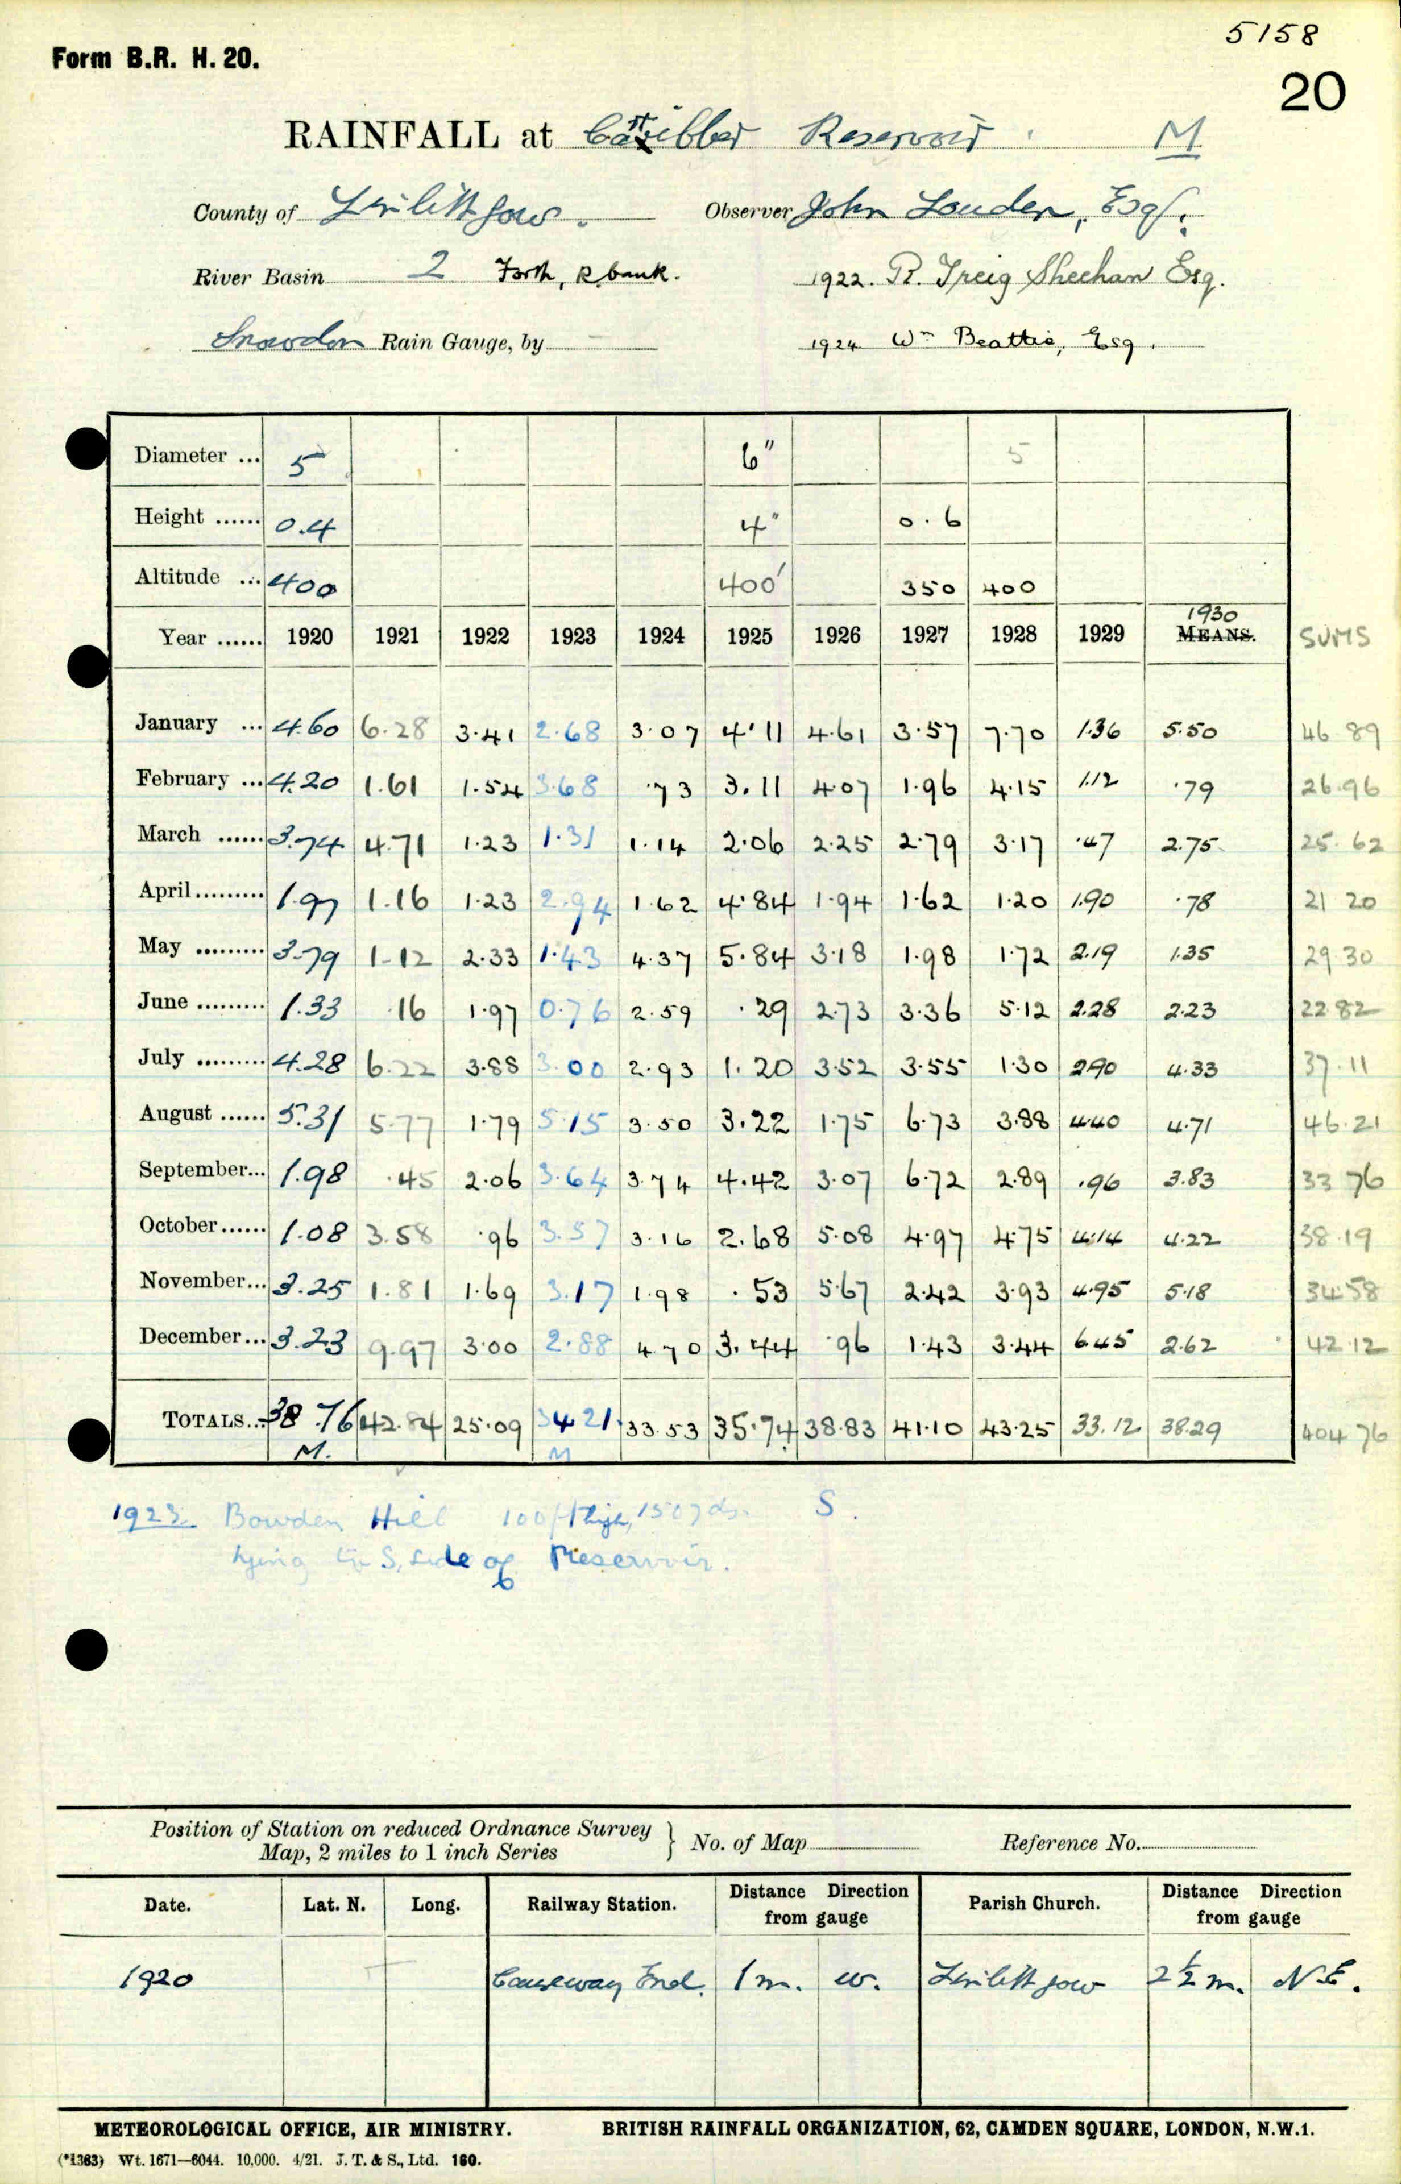 5158
Form B.R. H. 20.
20
RAINFALL at Reservoir. M
County of Linlithgow. Observer John Louden, Esq.
River Basin 2 Forth, R bank. 1922. R. Greig Sheehan Esq.
Snowdon Rain Gauge, by 1924 Wm Beattie, Esq.
Diameter ... 5 6" 5
Height ...... 0.4 4" 0.6
Altitude ... 400 400' 350 400
Year ...... 1920 1921 1922 1923 1924 1925 1926 1927 1928 1929 1930 MEANS. SUMS
January ... 4.60 6.28 3.41 2.68 3.07 4.11 4.61 3.57 7.70 1.36 5.50 46 89
February ... 4.20 1.61 1.54 3.68 .73 3.11 4.07 1.96 4.15 1.12 .79 26.96
March ...... 3.74 4.71 1.23 1.31 1.14 2.06 2.25 2.79 3.17 .47 2.75 25.62
April ......... 1.97 1.16 1.23 2.94 1.62 4.84 1.94 1.62 1.20 1.90 .78 21 20
May ......... 3.79 1.12 2.33 1.43 4.37 5.84 3.18 1.98 1.72 2.19 1.35 29 30
June ......... 1.33 .16 1.97 0.76 2.59 .29 2.73 3.36 5.12 2.28 2.23 22.82
July ......... 4.28 6.22 3.88 3.00 2.93 1.20 3.52 3.55 1.30 2.90 4.33 37.11
August ...... 5.31 5.77 1.79 5.15 3.50 3.22 1.75 6.73 3.88 4.40 4.71 46.21
September... 1.98 .45 2.06 3.64 3.74 4.42 3.07 6.72 2.89 .96 3.83 33 76
October...... 1.08 3.58 .96 3.57 3.16 2.68 5.08 4.97 4.75 4.14 4.22 38.19
November... 3.25 1.81 1.69 3.17 1.98 .53 5.67 2.42 3.93 4.95 5.18 34.58
December... 3.23 9.97 3.00 2.88 4.70 3.44 .96 1.43 3.44 6.45 2.62 42.12
TOTALS... 38.76 42.84 25.09 34 21 33.53 35.74 38.83 41.10 43.25 33.12 38.29 404 76
M. M
1923 Bowden Hill 100 ft high, 150 yds. S.
lying on S, side of Reservoir.
Position of Station on reduced Ordnance Survey
Map, 2 miles to 1 inch Series } No. of Map Reference No.
Date. Lat. N. Long. Railway Station. Distance Direction from gauge Parish Church. Distance Direction from gauge
1920 Causeway End. 1 m. W. Linlithgow 2½ m. N.E.
METEOROLOGICAL OFFICE, AIR MINISTRY. BRITISH RAINFALL ORGANIZATION, 62, CAMDEN SQUARE, LONDON, N.W.1.
(*1363) Wt. 1671—6044. 10,000. 4/21. J. T. & S., Ltd. 160.